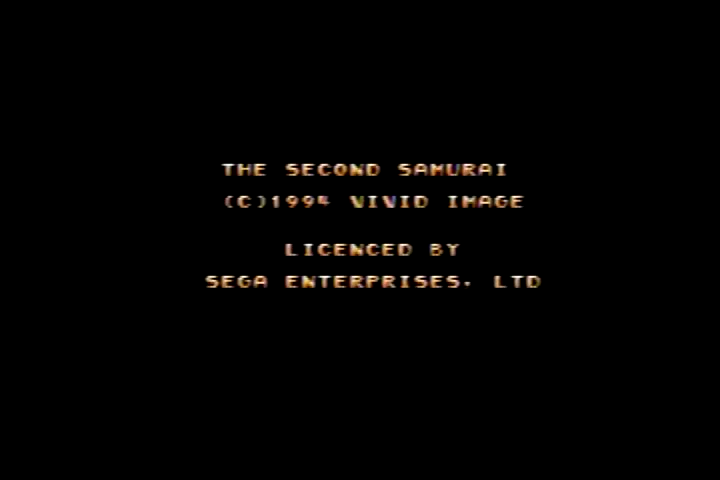 THE SECOND SAMURAI
(C)1994 VIVID IMAGE
LICENCED BY
SEGA ENTERPRISES. LTD